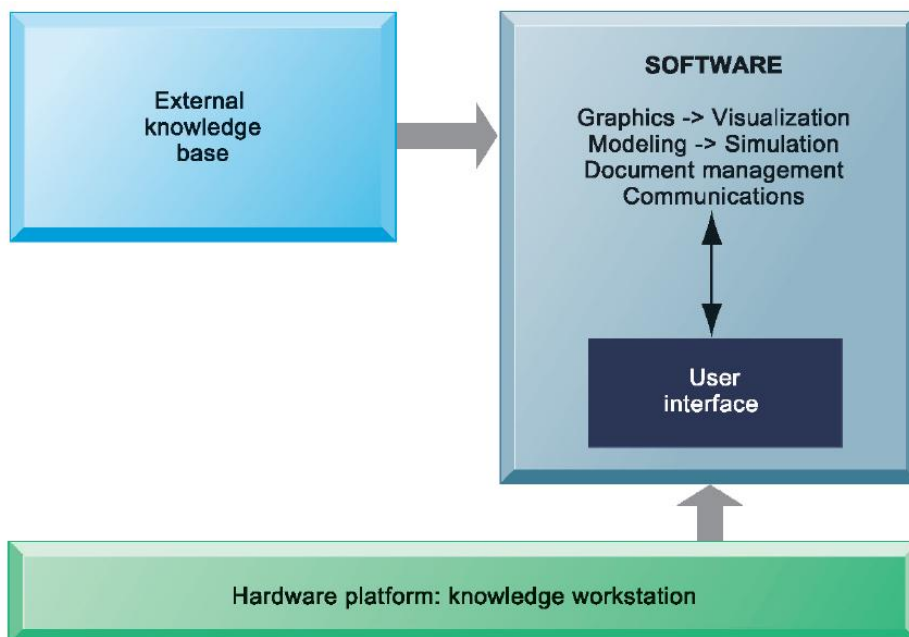 External
knowledge
base
SOFTWARE
Graphics -> Visualization
Modeling -> Simulation
Document management
Communications
User
interface
Hardware platform: knowledge workstation